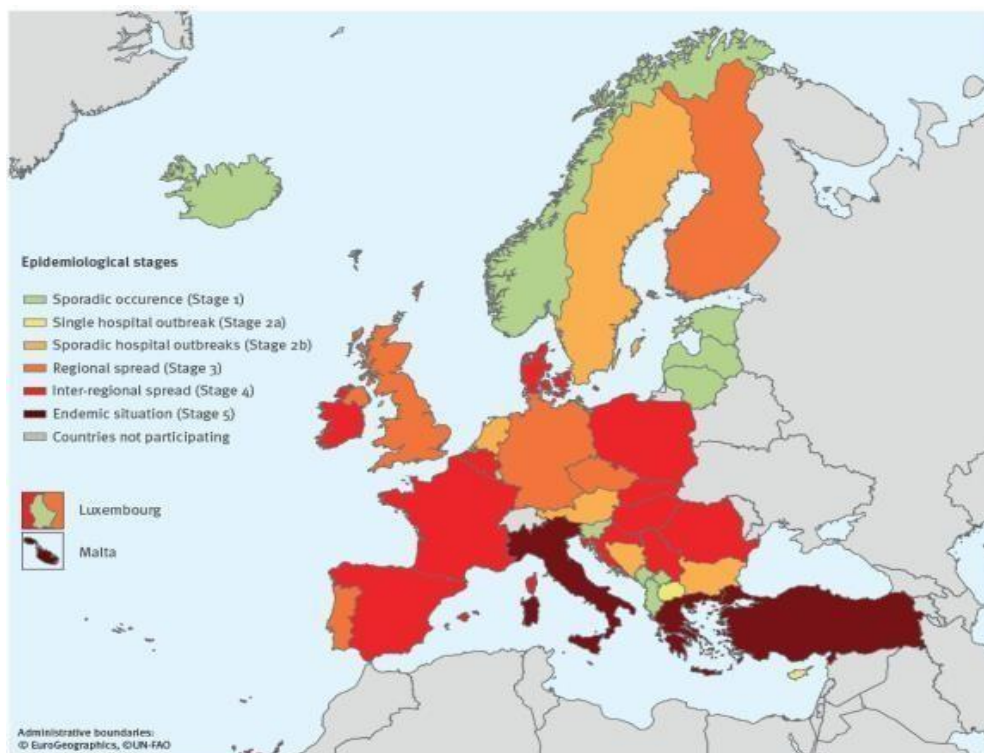 Epidemiological stages
Sporadic occurence (Stage 1)
Single hospital outbreak (Stage 2a)
Sporadic hospital outbreaks (Stage 2b)
Regional spread (Stage 3)
Inter-regional spread (Stage 4)
Endemic situation (Stage 5)
Countries not participating
Luxembourg
Malta
Administrative boundaries:
© EuroGeographics, ©UN-FAO